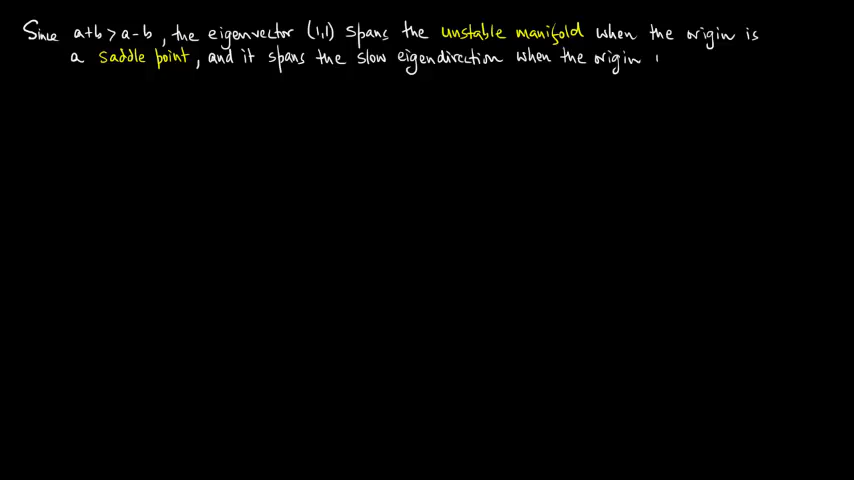 Since a+b > a-b, the eigenvector (1,1) spans the unstable manifold when the origin is
a saddle point, and it spans the slow eigendirection when the origin